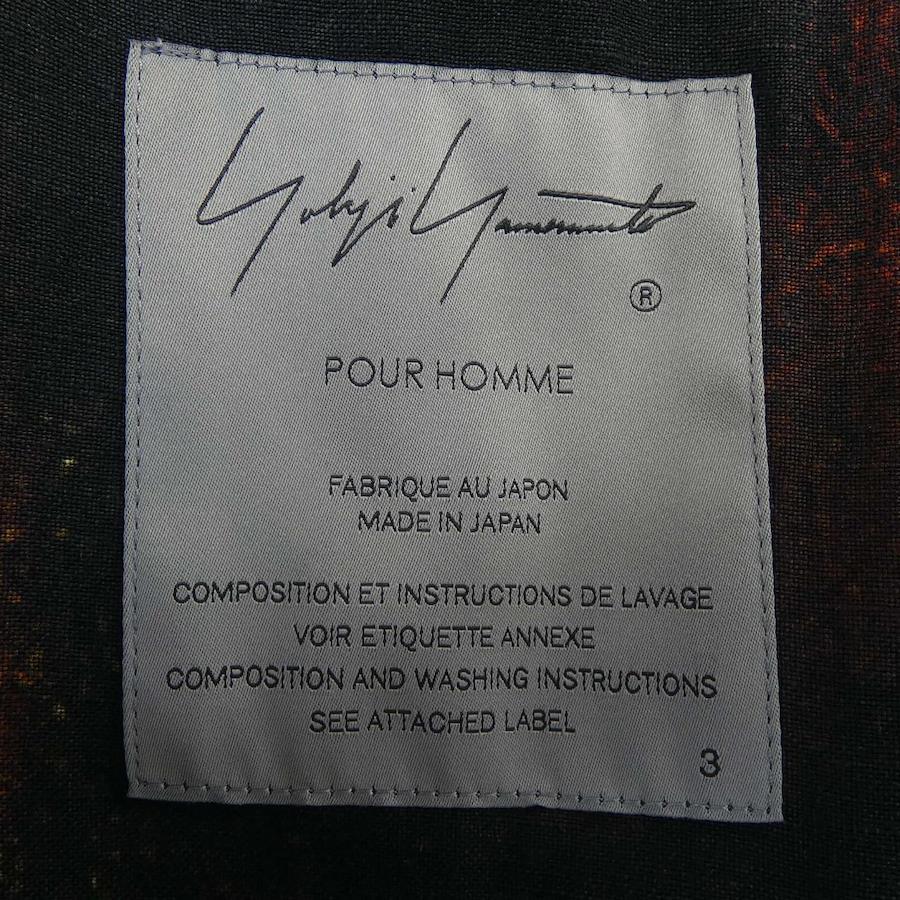 Yohji Yamamoto
®
POUR HOMME
FABRIQUE AU JAPON
MADE IN JAPAN
COMPOSITION ET INSTRUCTIONS DE LAVAGE
VOIR ETIQUETTE ANNEXE
COMPOSITION AND WASHING INSTRUCTIONS
SEE ATTACHED LABEL
3